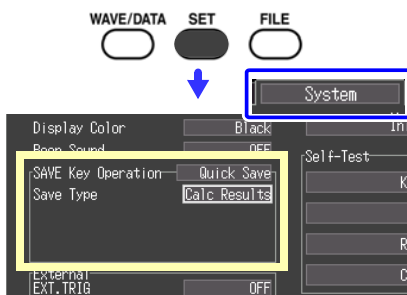 WAVE/DATA SET FILE
System
Display Color Black
Beep Sound OFF
Self-Test
SAVE Key Operation Quick Save
K
Save Type Calc Results
R
C
External
EXT.TRIG OFF